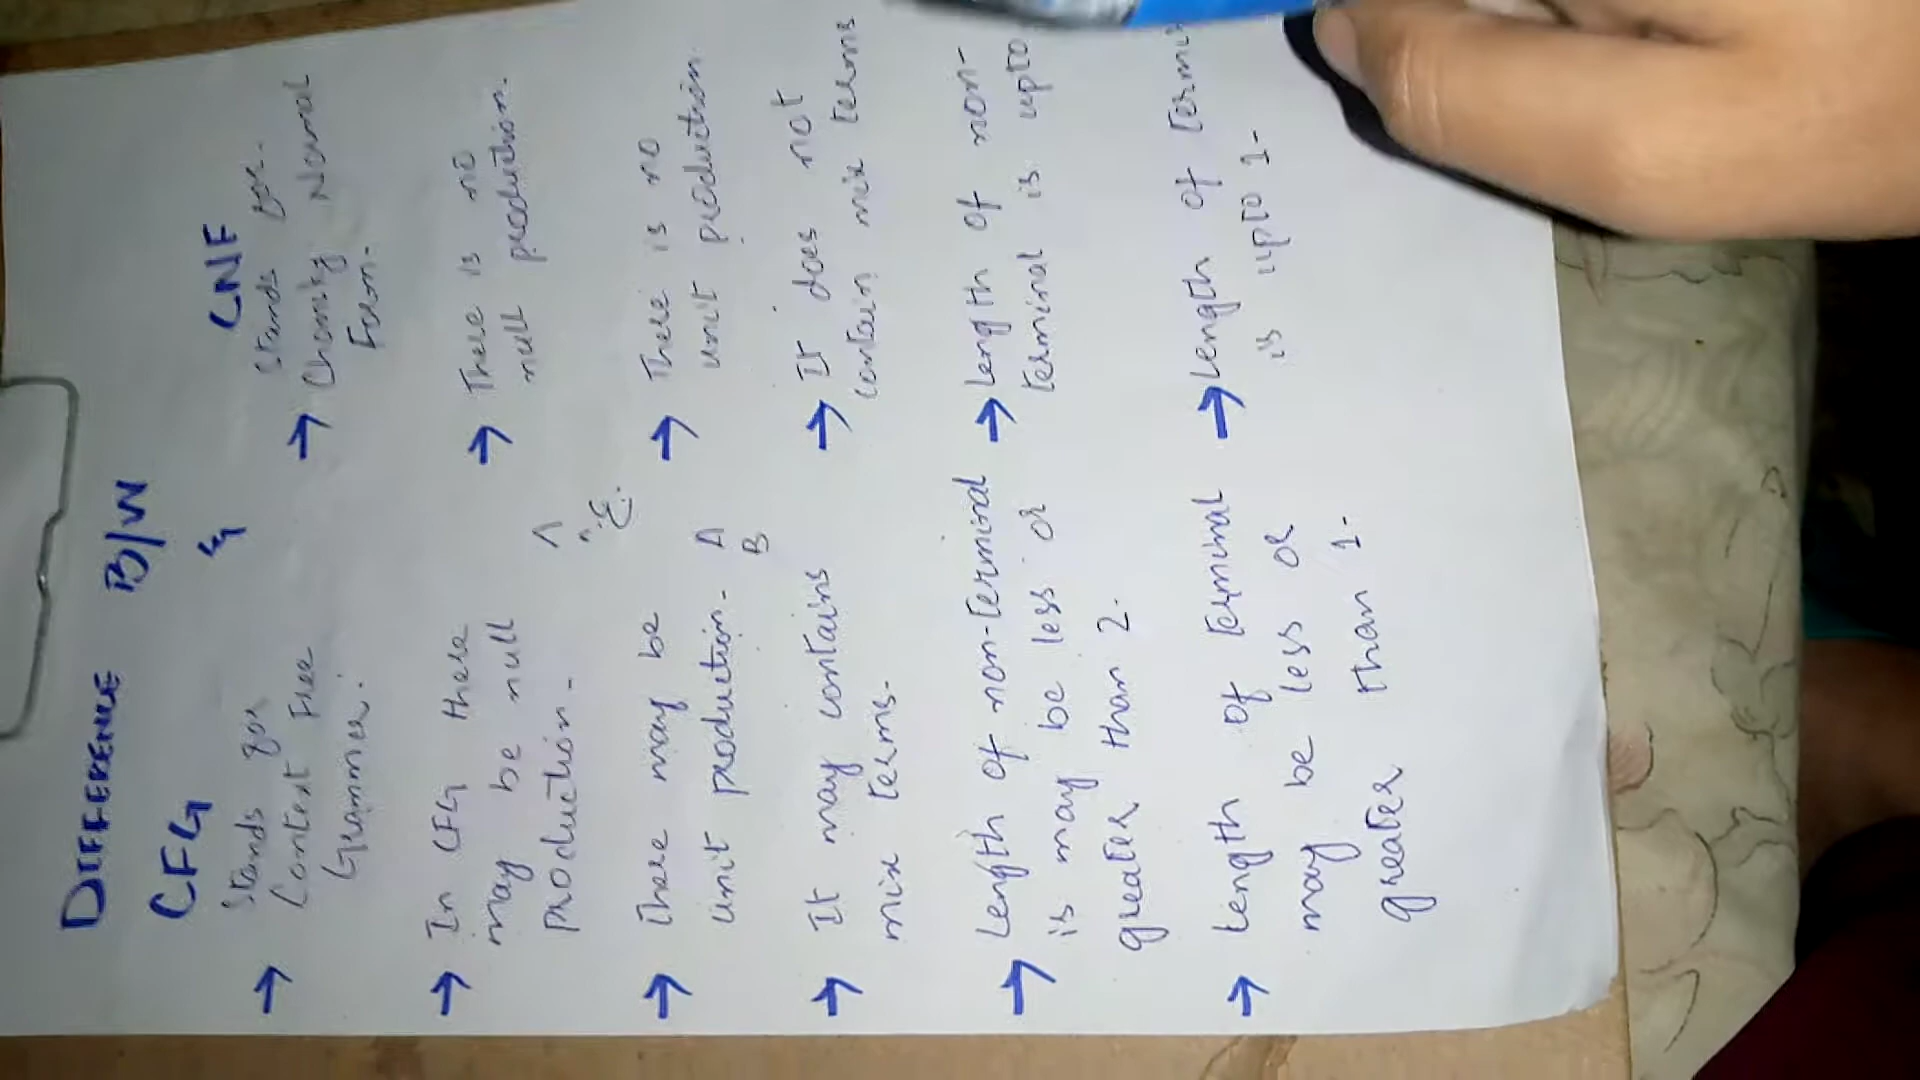 DIFFERENCE B/W
CFG & CNF
→ Stands for
Context Free
Grammer.
→ In CFG there
may be null
production.
Λ
^ε.
→ There may be
unit production. A
B
→ It may contains
mix terms.
→ Length of non-terminal
is may be less or
greater than 2.
→ Length of terminal
may be less or
greater than 1.
Stands for.
→ Chomsky Normal
Form.
→ There is no
null production.
→ There is no
unit production
→ It does not
contain mix terms
→ Length of non-
terminal is upto
→ Length of
is upto 1.